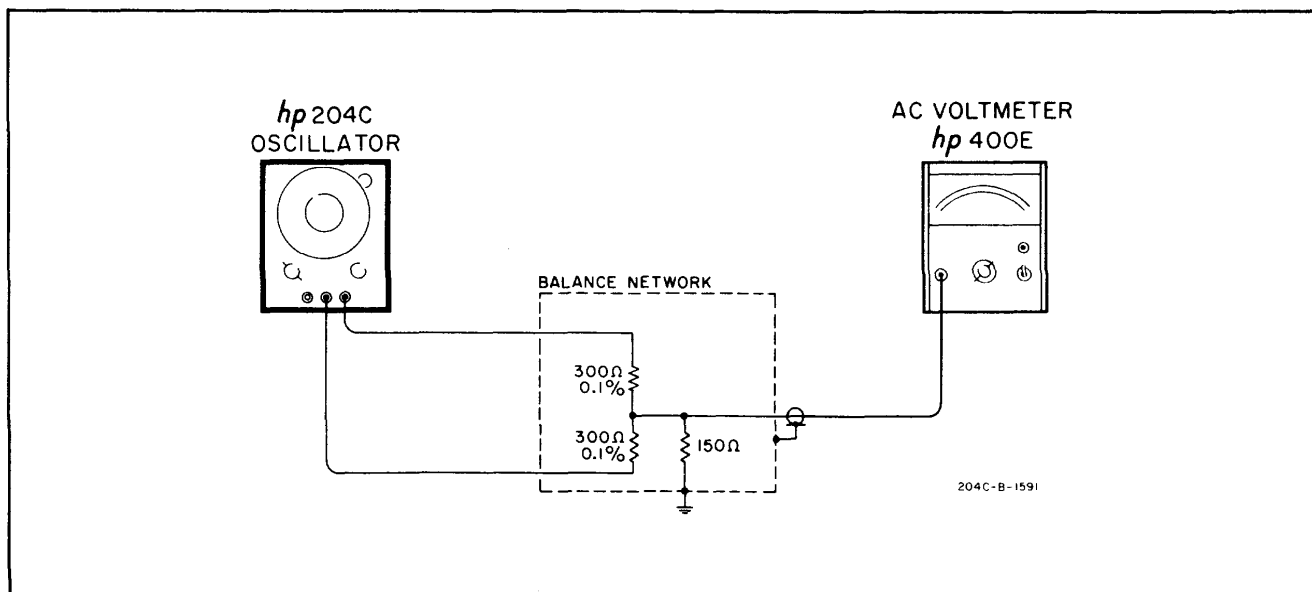 hp 204C
OSCILLATOR
AC VOLTMETER
hp 400E
BALANCE NETWORK
300Ω
0.1%
300Ω
0.1%
150Ω
204C-B-1591